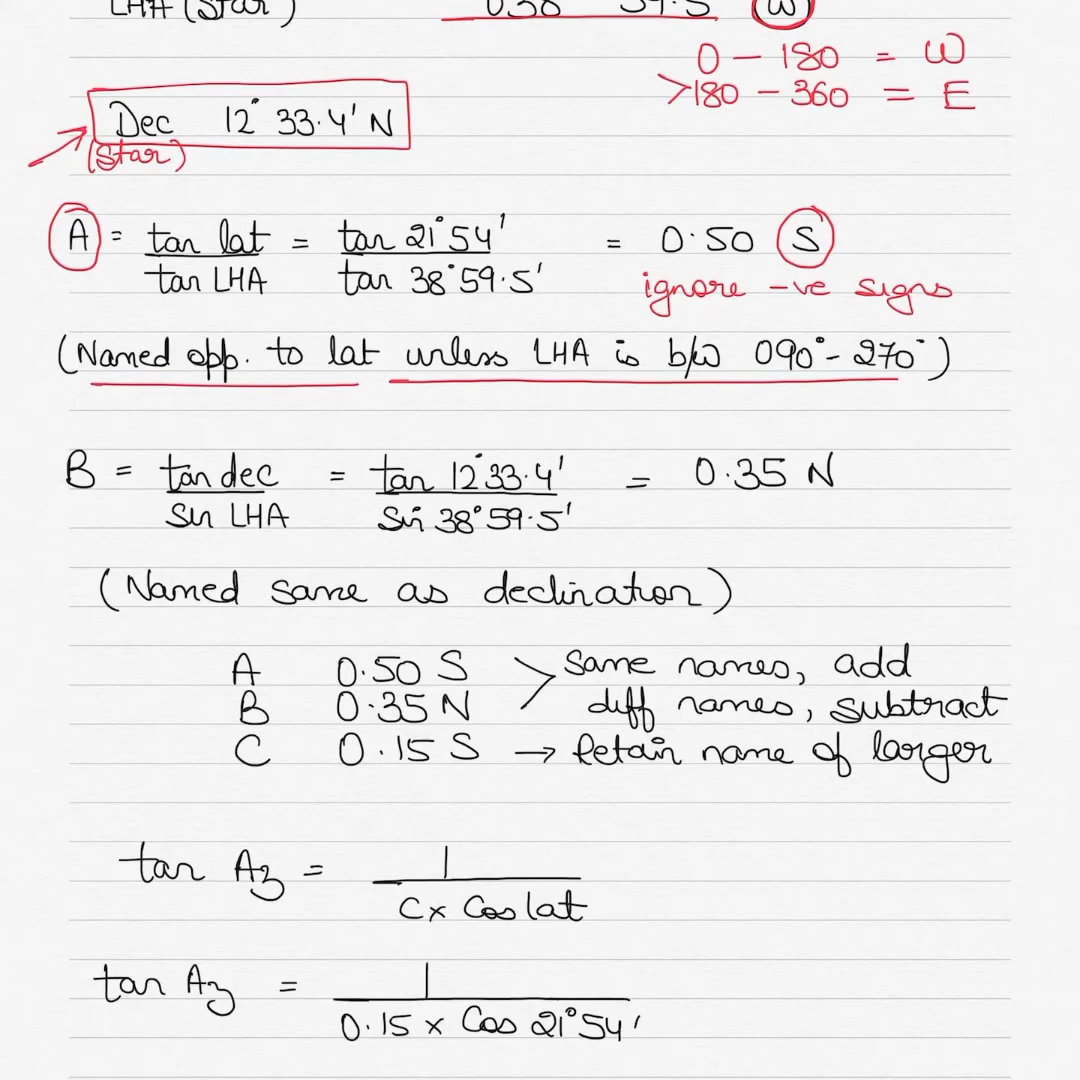 LHA (Star) 038° 59.5' W
0 - 180 = W
>180 - 360 = E
Dec 12° 33.4' N
(Star)
A = tan lat / tan LHA = tan 21°54' / tan 38°59.5' = 0.50 S
ignore -ve signs
(Named opp. to lat unless LHA is b/w 090° - 270°)
B = tan dec / Sin LHA = tan 12°33.4' / Sin 38°59.5' = 0.35 N
(Named same as declination)
A 0.50 S > Same names, add
B 0.35 N diff names, subtract
C 0.15 S → Retain name of larger
tan Az = 1 / C x Cos lat
tan Az = 1 / 0.15 x Cos 21°54'